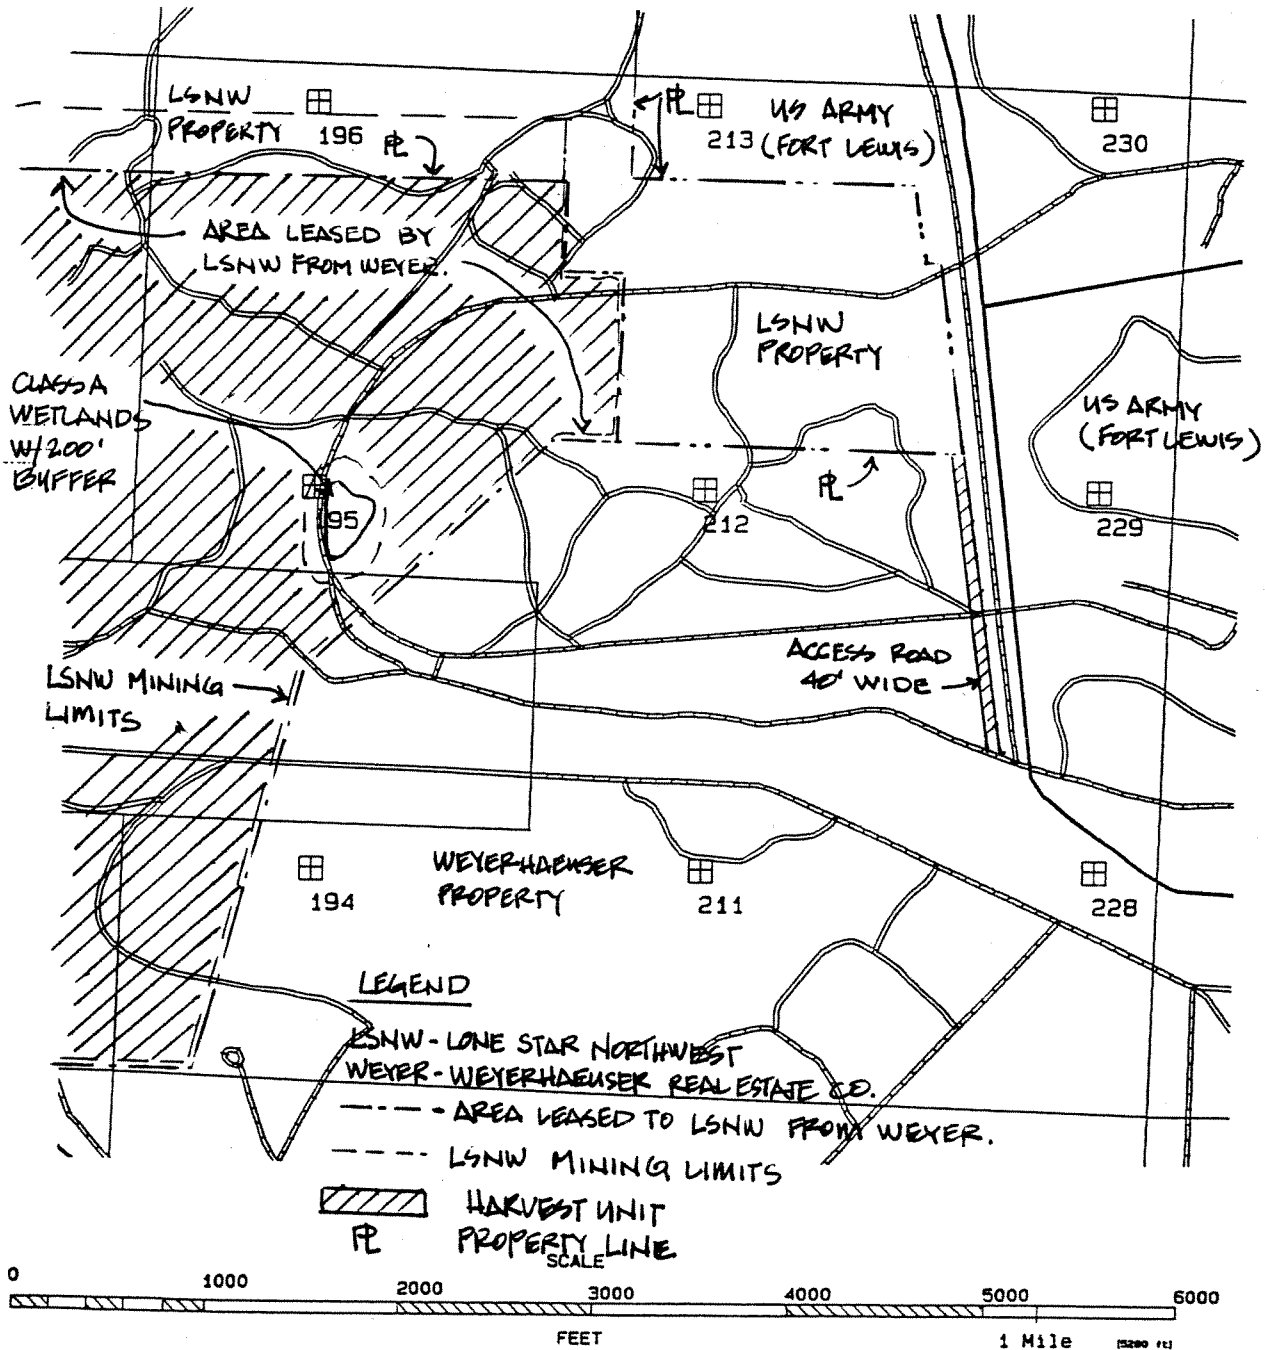 LSNW
PROPERTY
196
PL
PL
213
US ARMY
(FORT LEWIS)
230
AREA LEASED BY
LSNW FROM WEYER.
LSNW
PROPERTY
CLASS A
WETLANDS
W/200'
BUFFER
US ARMY
(FORT LEWIS)
PL
195
212
229
LSNW MINING
LIMITS
ACCESS ROAD
40' WIDE
WEYERHAEUSER
PROPERTY
194
211
228
LEGEND
LSNW - LONE STAR NORTHWEST
WEYER - WEYERHAEUSER REAL ESTATE CO.
AREA LEASED TO LSNW FROM WEYER.
LSNW MINING LIMITS
HARVEST UNIT
PL PROPERTY LINE
SCALE
0 1000 2000 3000 4000 5000 6000
FEET
1 Mile (5280 ft)